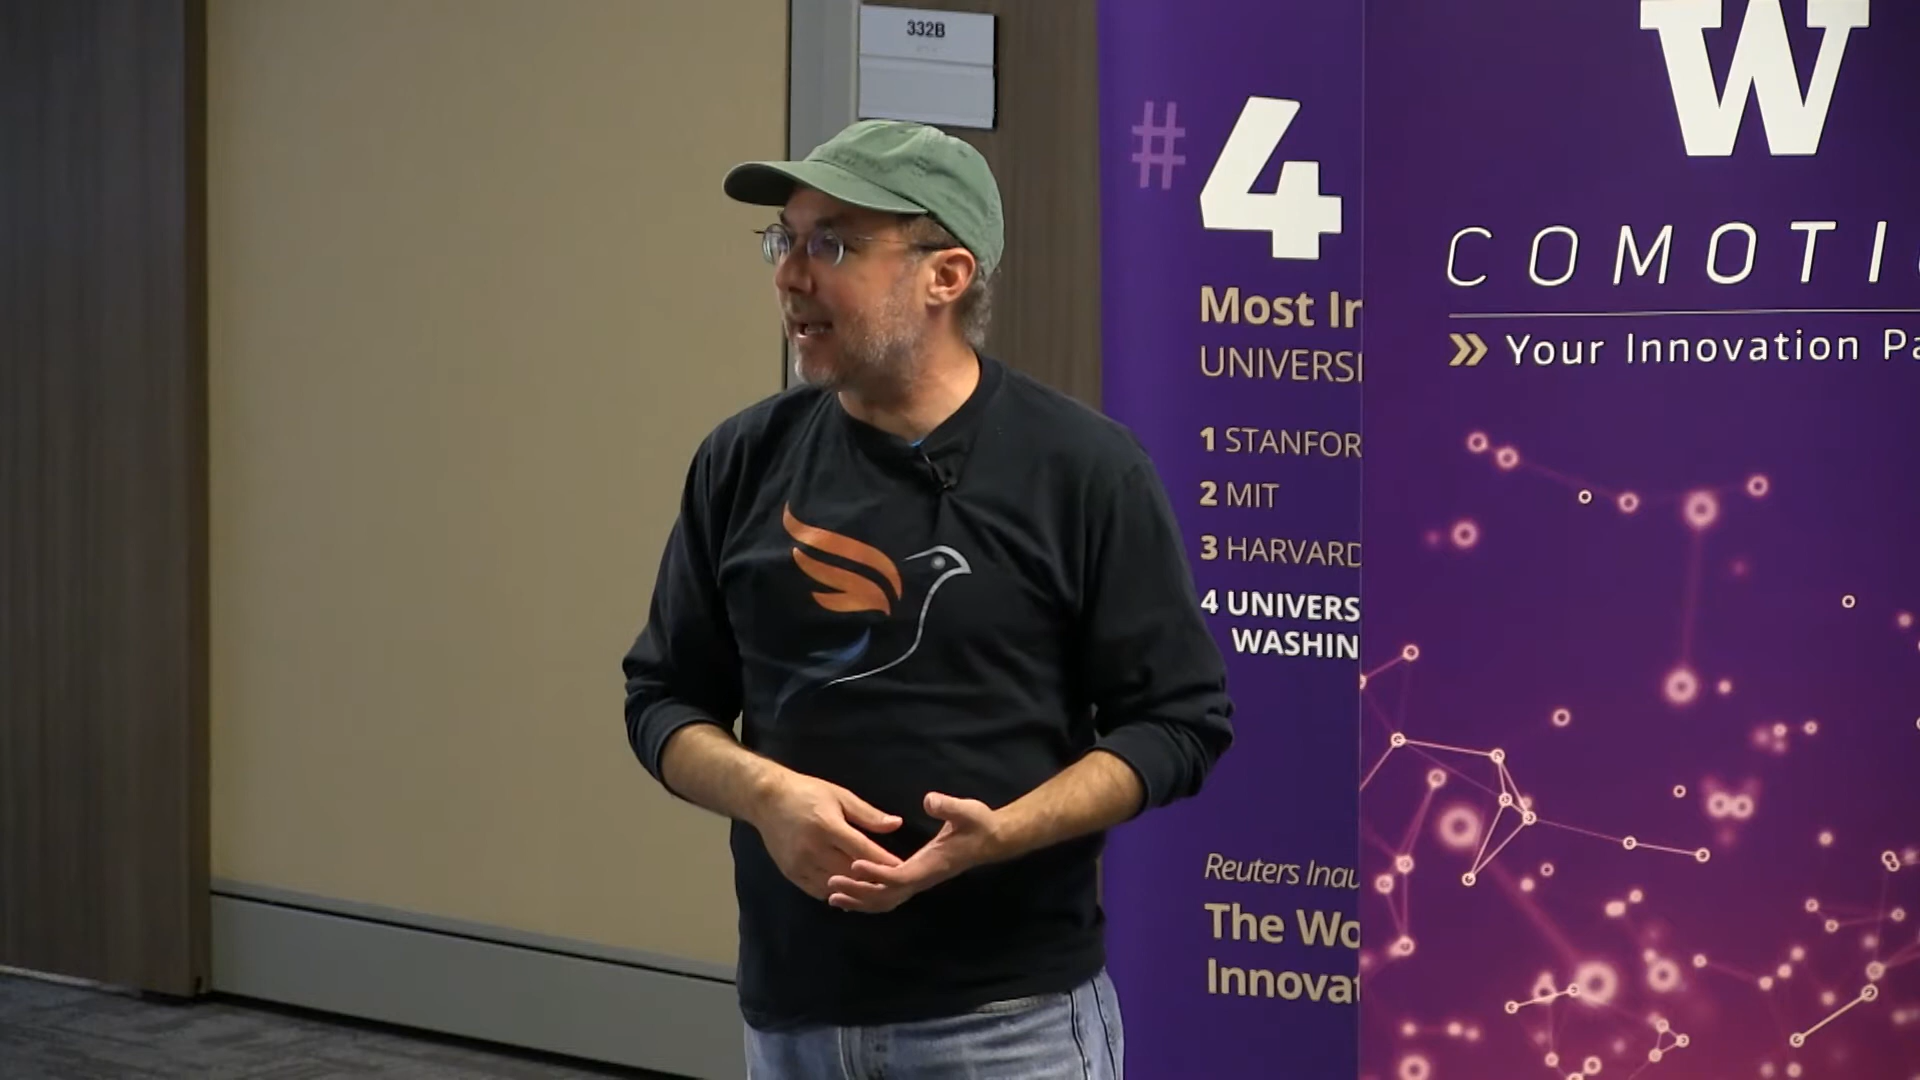 332B
#4
Most In
UNIVERSI
1 STANFOR
2 MIT
3 HARVARD
4 UNIVERS
WASHIN
Reuters Inau
The Wo
Innovat
W
COMOTI
» Your Innovation Pa